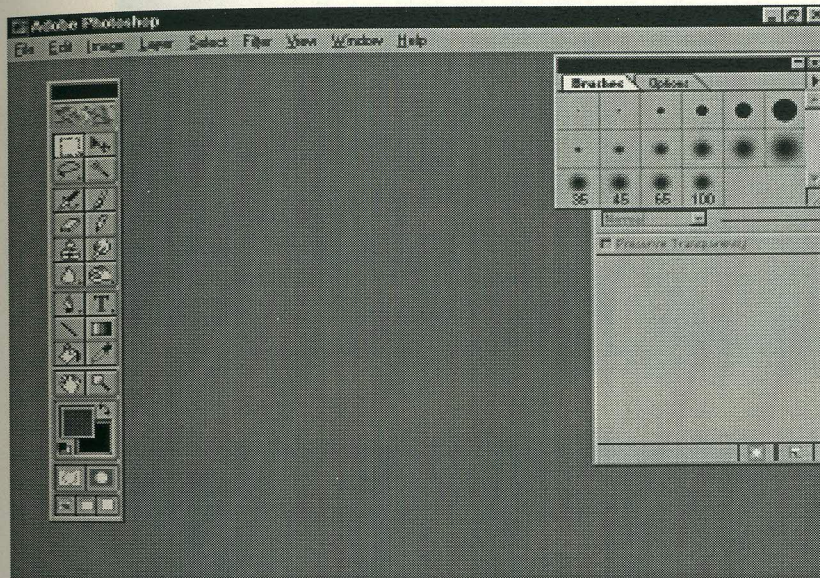 Adobe Photoshop
File Edit Image Layer Select Filter View Window Help
Brushes Options
35 45 65 100
Normal
Preserve Transparency
T